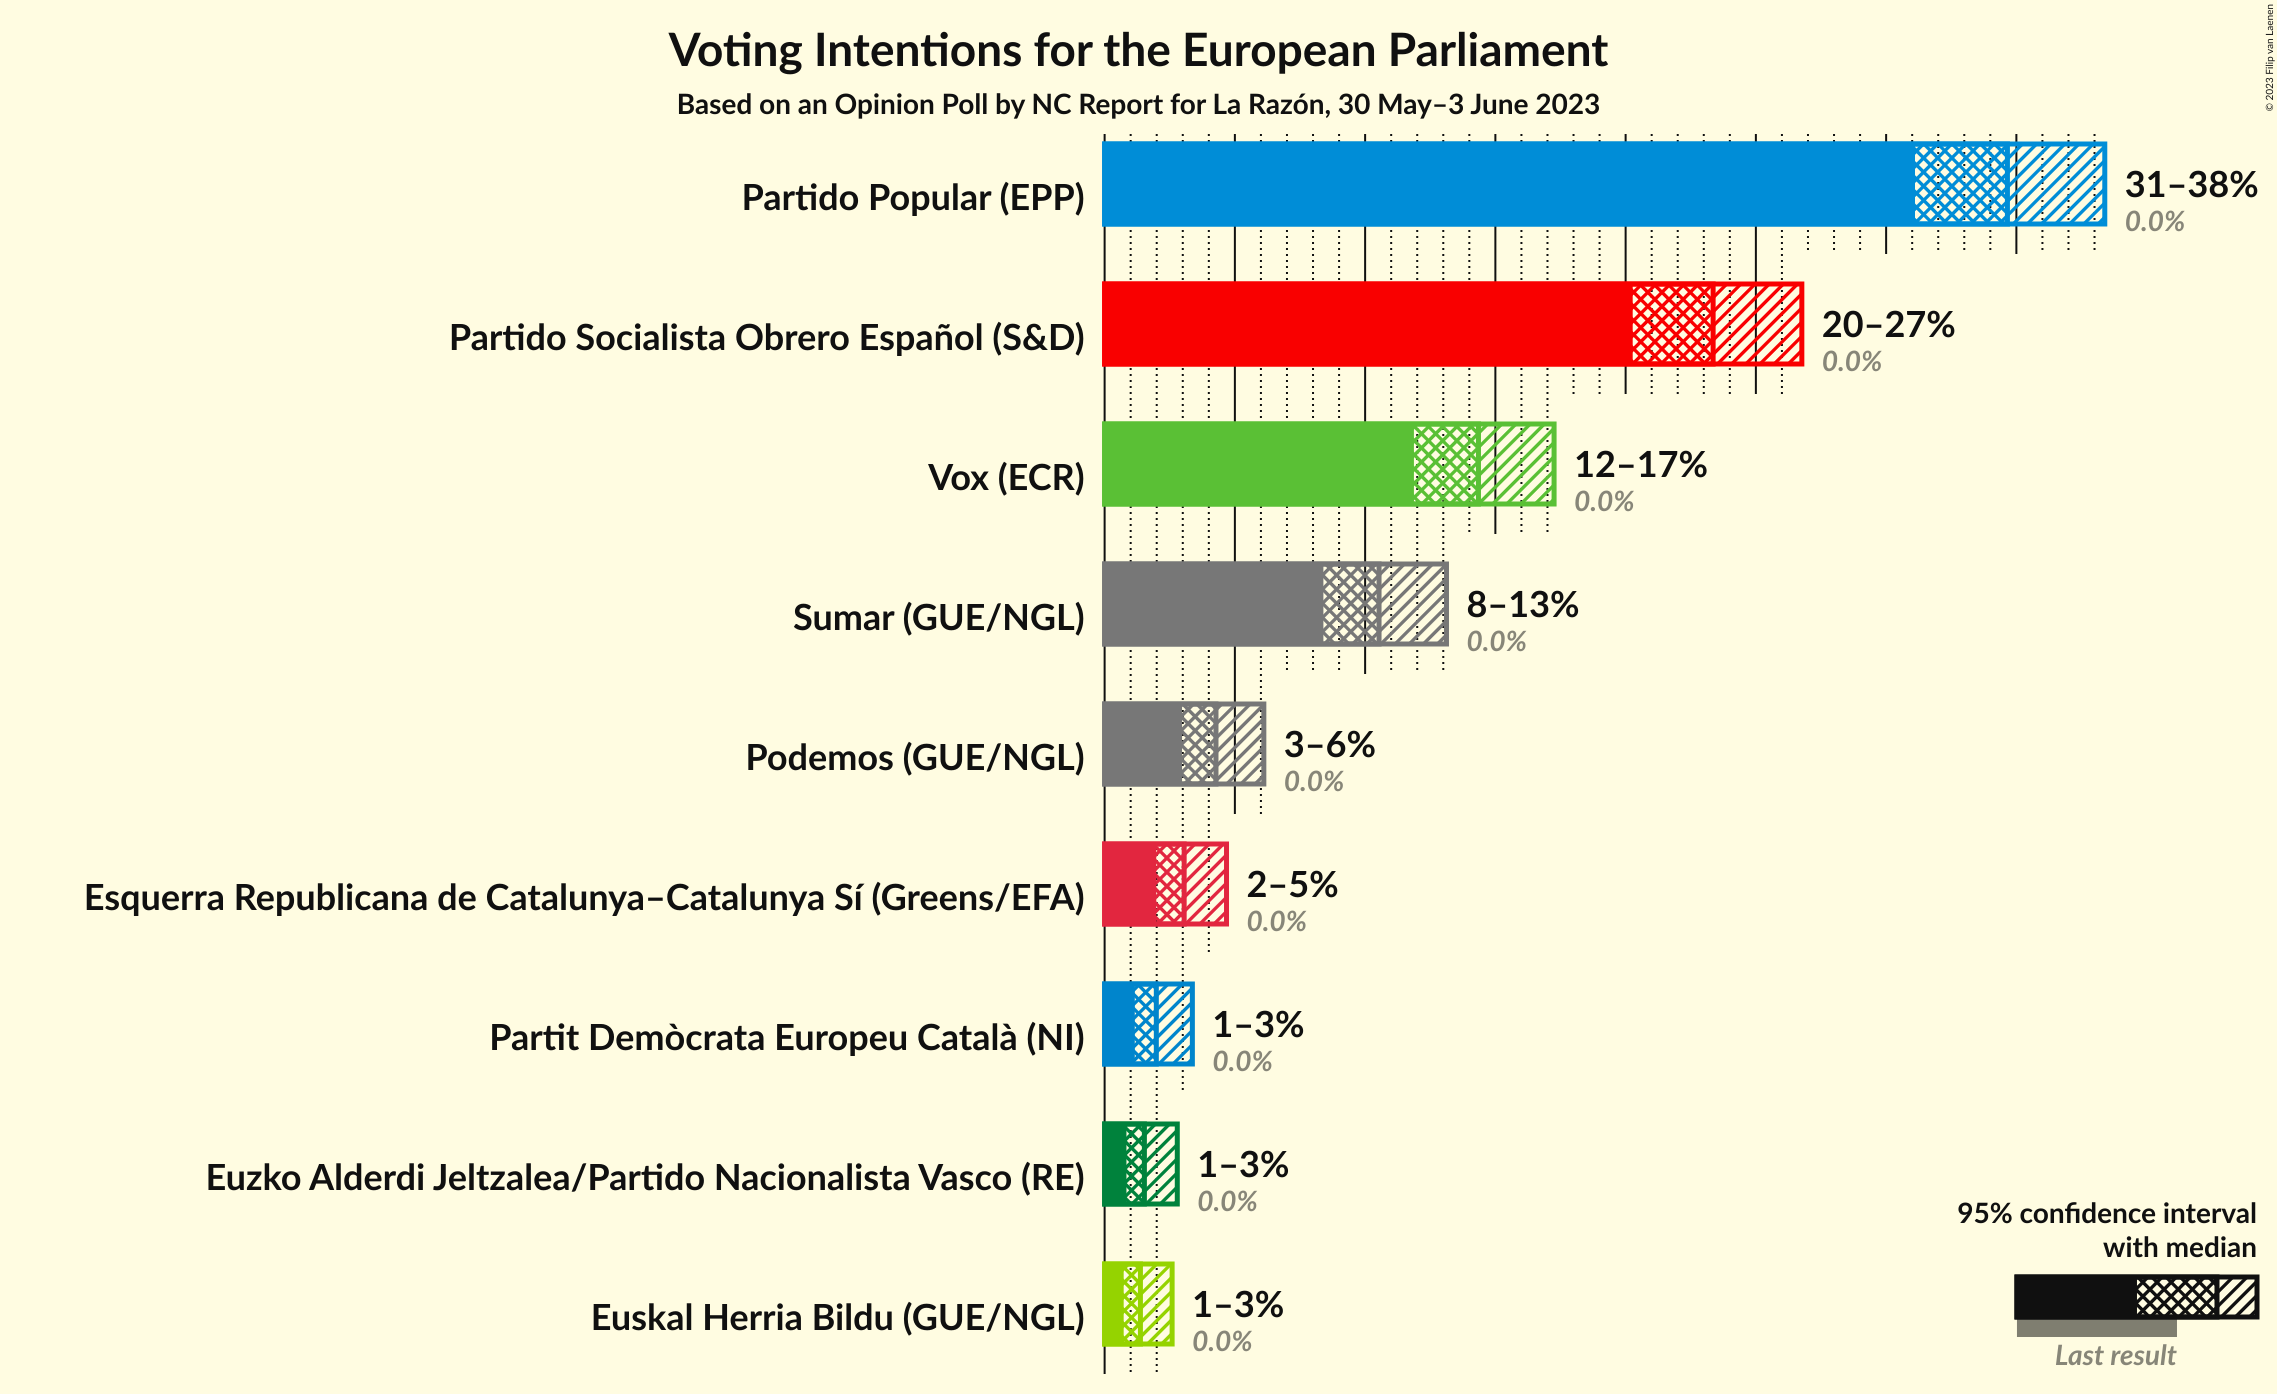 Voting Intentions for the European Parliament
Based on an Opinion Poll by NC Report for La Razón, 30 May–3 June 2023
© 2023 Filip van Laenen
Partido Popular (EPP)
31–38%
0.0%
Partido Socialista Obrero Español (S&D)
20–27%
0.0%
Vox (ECR)
12–17%
0.0%
Sumar (GUE/NGL)
8–13%
0.0%
Podemos (GUE/NGL)
3–6%
0.0%
Esquerra Republicana de Catalunya–Catalunya Sí (Greens/EFA)
2–5%
0.0%
Partit Demòcrata Europeu Català (NI)
1–3%
0.0%
Euzko Alderdi Jeltzalea/Partido Nacionalista Vasco (RE)
1–3%
0.0%
Euskal Herria Bildu (GUE/NGL)
1–3%
0.0%
95% confidence interval
with median
Last result